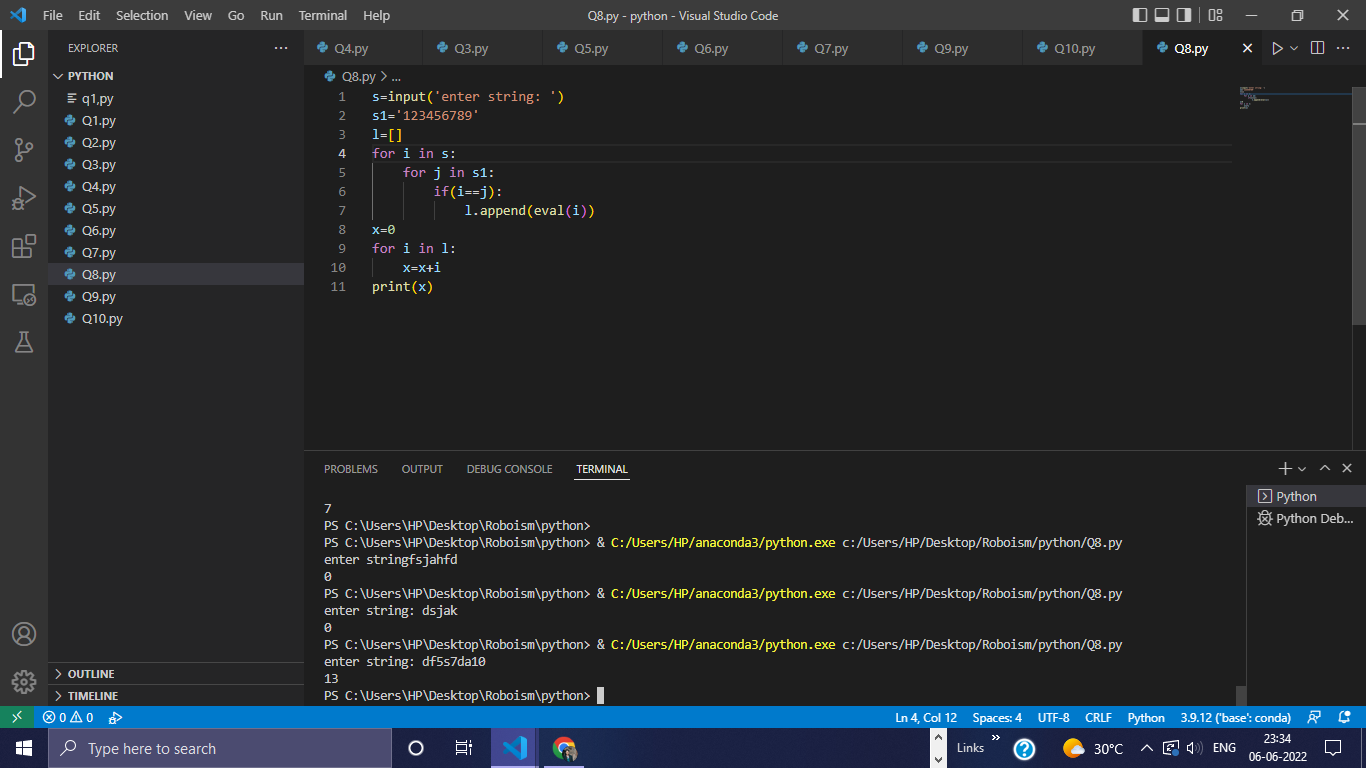 File Edit Selection View Go Run Terminal Help Q8.py - python - Visual Studio Code
EXPLORER
PYTHON
q1,py
Q1.py
Q2.py
Q3.py
Q4.py
Q5.py
Q6.py
Q7.py
Q8.py
Q9.py
Q10.py
OUTLINE
TIMELINE
Q4.py Q3.py Q5.py Q6.py Q7.py Q9.py Q10.py Q8.py
Q8.py > ...
1 s=input('enter string: ')
2 s1='123456789'
3 l=[]
4 for i in s:
5 for j in s1:
6 if(i==j):
7 l.append(eval(i))
8 x=0
9 for i in l:
10 x=x+i
11 print(x)
PROBLEMS OUTPUT DEBUG CONSOLE TERMINAL
7
PS C:\Users\HP\Desktop\Roboism\python>
PS C:\Users\HP\Desktop\Roboism\python> & C:/Users/HP/anaconda3/python.exe c:/Users/HP/Desktop/Roboism/python/Q8.py
enter stringfsjahfd
0
PS C:\Users\HP\Desktop\Roboism\python> & C:/Users/HP/anaconda3/python.exe c:/Users/HP/Desktop/Roboism/python/Q8.py
enter string: dsjak
0
PS C:\Users\HP\Desktop\Roboism\python> & C:/Users/HP/anaconda3/python.exe c:/Users/HP/Desktop/Roboism/python/Q8.py
enter string: df5s7da10
13
PS C:\Users\HP\Desktop\Roboism\python>
Python
Python Deb...
0 0 Ln 4, Col 12 Spaces: 4 UTF-8 CRLF Python 3.9.12 ('base': conda)
Type here to search Links 30°C ENG 23:34
06-06-2022